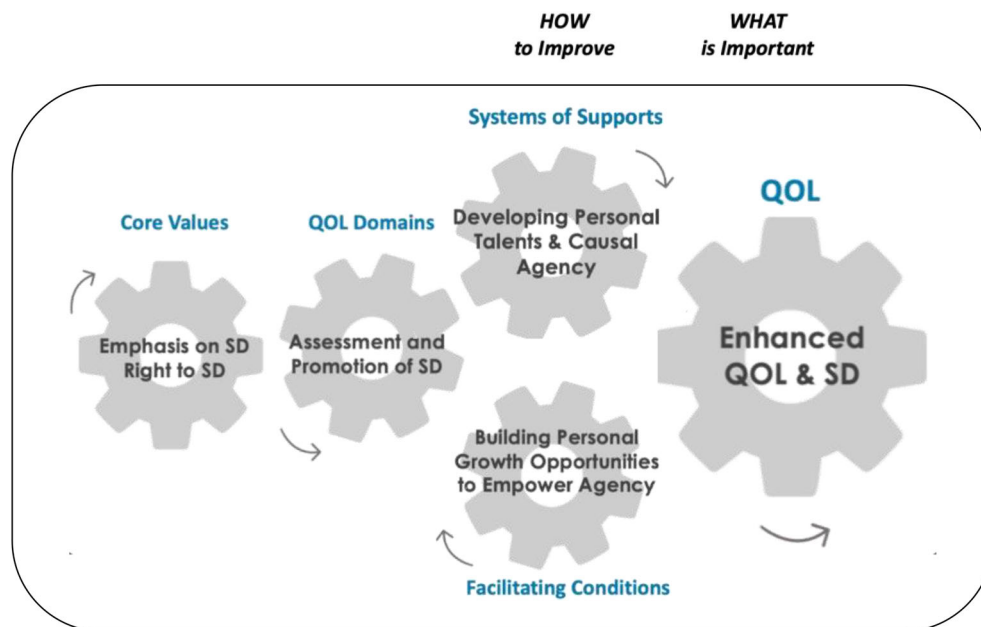 HOW
to Improve
WHAT
is Important
Systems of Supports
QOL
Core Values
QOL Domains
Developing Personal
Talents & Causal
Agency
Emphasis on SD
Right to SD
Assessment and
Promotion of SD
Enhanced
QOL & SD
Building Personal
Growth Opportunities
to Empower Agency
Facilitating Conditions